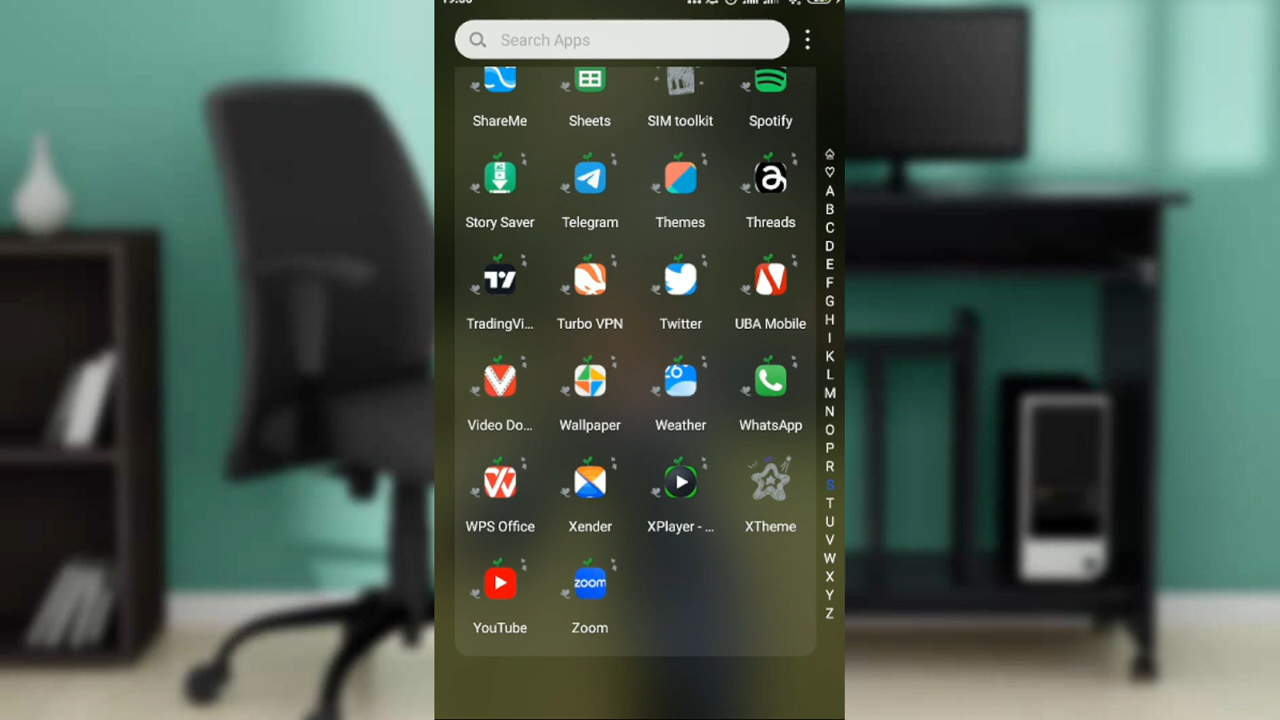 Search Apps
ShareMe Sheets SIM toolkit Spotify
Story Saver Telegram Themes Threads
TradingVi... Turbo VPN Twitter UBA Mobile
Video Do... Wallpaper Weather WhatsApp
WPS Office Xender XPlayer - ... XTheme
zoom
YouTube Zoom
A
B
C
D
E
F
G
H
I
K
L
M
N
O
P
R
S
T
U
V
W
X
Y
Z